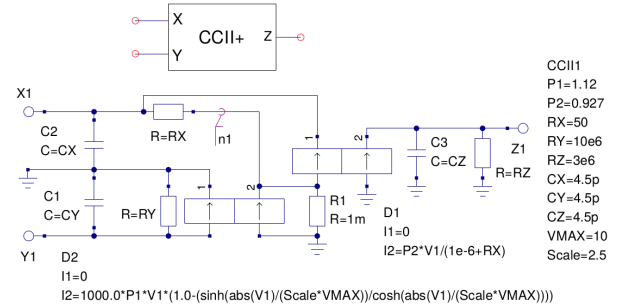 X
CCII+
Z
Y
X1
C2
C=CX
R=RX
n1
1
2
C3
C=CZ
Z1
R=RZ
C1
C=CY
R=RY
1
2
R1
R=1m
D1
I1=0
I2=P2*V1/(1e-6+RX)
Y1
D2
I1=0
I2=1000.0*P1*V1*(1.0-(sinh(abs(V1)/(Scale*VMAX))/cosh(abs(V1)/(Scale*VMAX))))
CCII1
P1=1.12
P2=0.927
RX=50
RY=10e6
RZ=3e6
CX=4.5p
CY=4.5p
CZ=4.5p
VMAX=10
Scale=2.5